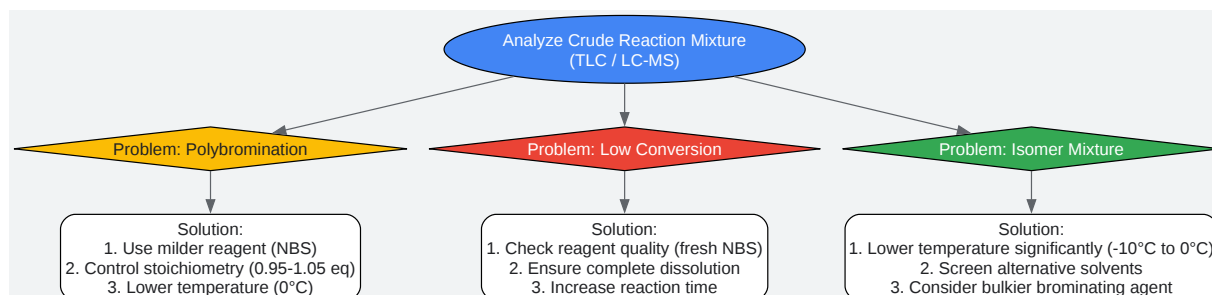 Analyze Crude Reaction Mixture
(TLC / LC-MS)
Problem: Polybromination
Problem: Low Conversion
Problem: Isomer Mixture
Solution:
1. Use milder reagent (NBS)
2. Control stoichiometry (0.95-1.05 eq)
3. Lower temperature (0°C)
Solution:
1. Check reagent quality (fresh NBS)
2. Ensure complete dissolution
3. Increase reaction time
Solution:
1. Lower temperature significantly (-10°C to 0°C)
2. Screen alternative solvents
3. Consider bulkier brominating agent